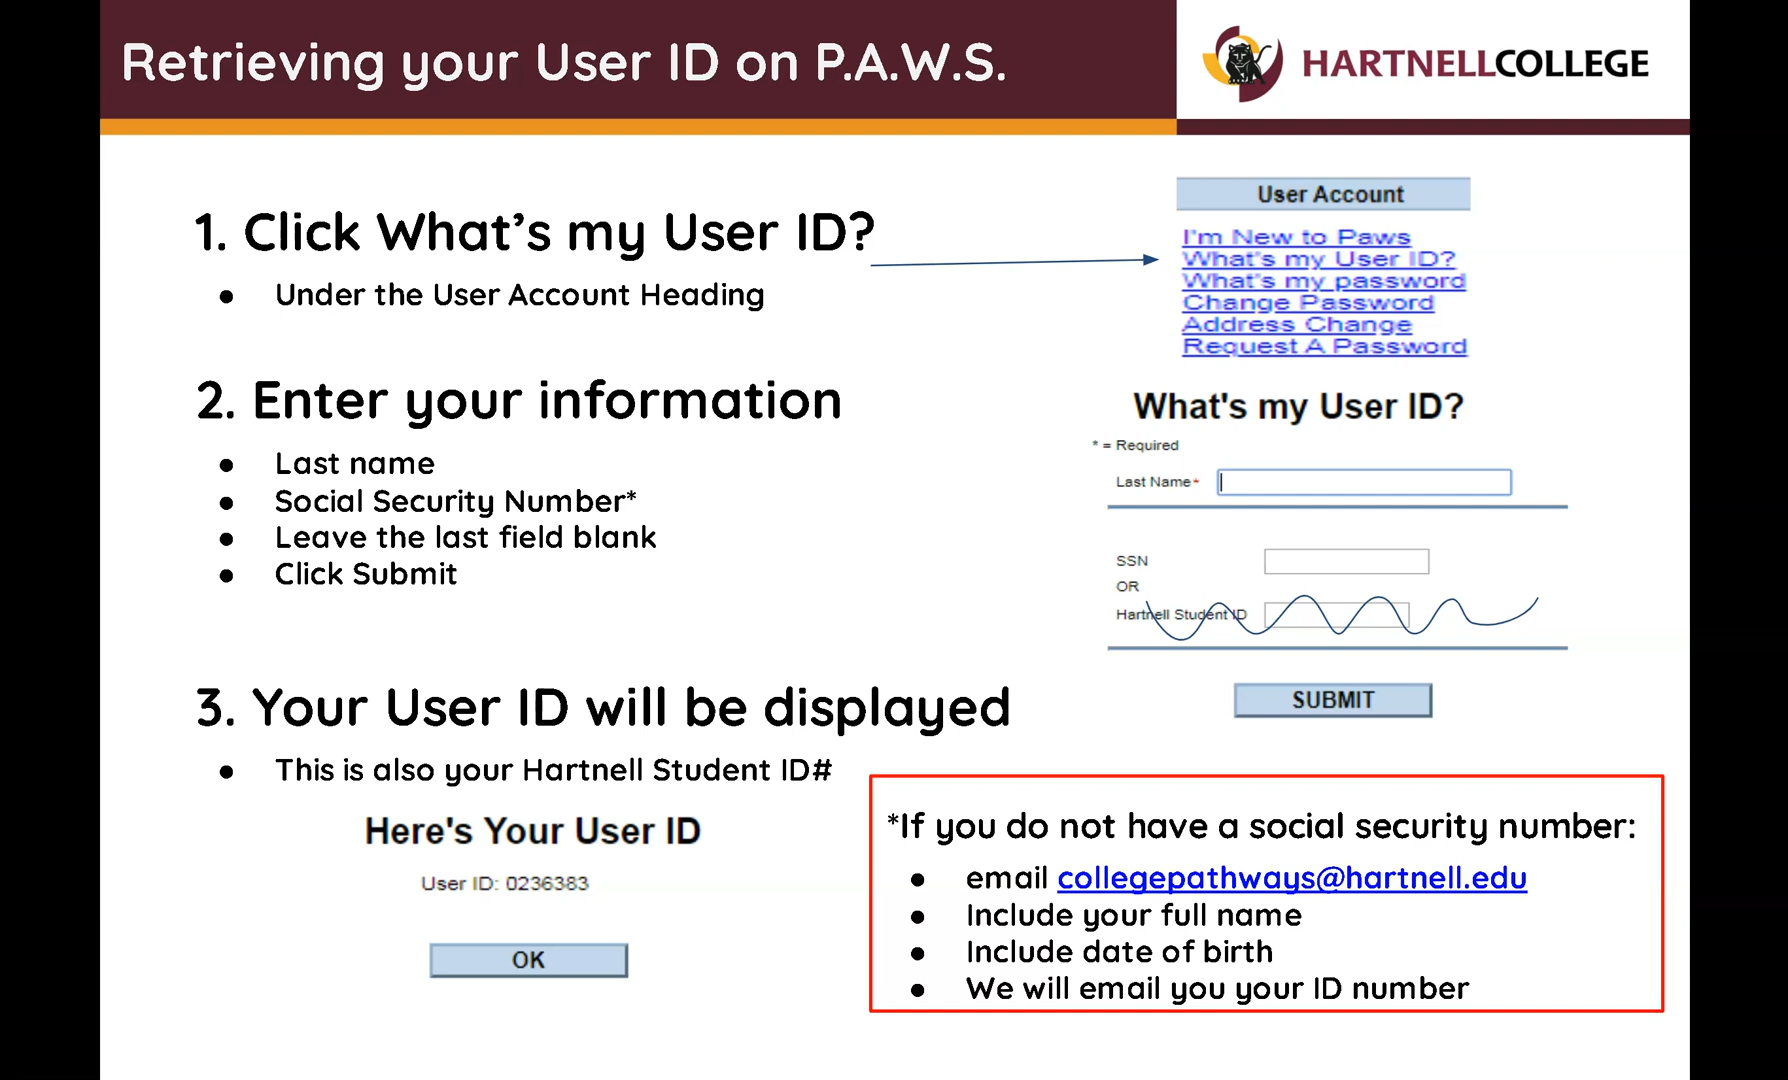 Retrieving your User ID on P.A.W.S.
HARTNELLCOLLEGE
1. Click What's my User ID?
● Under the User Account Heading
User Account
I'm New to Paws
What's my User ID?
What's my password
Change Password
Address Change
Request A Password
2. Enter your information
● Last name
● Social Security Number*
● Leave the last field blank
● Click Submit
What's my User ID?
* = Required
Last Name*
SSN
OR
Hartnell Student ID
SUBMIT
3. Your User ID will be displayed
● This is also your Hartnell Student ID#
Here's Your User ID
User ID: 0236383
OK
*If you do not have a social security number:
● email collegepathways@hartnell.edu
● Include your full name
● Include date of birth
● We will email you your ID number